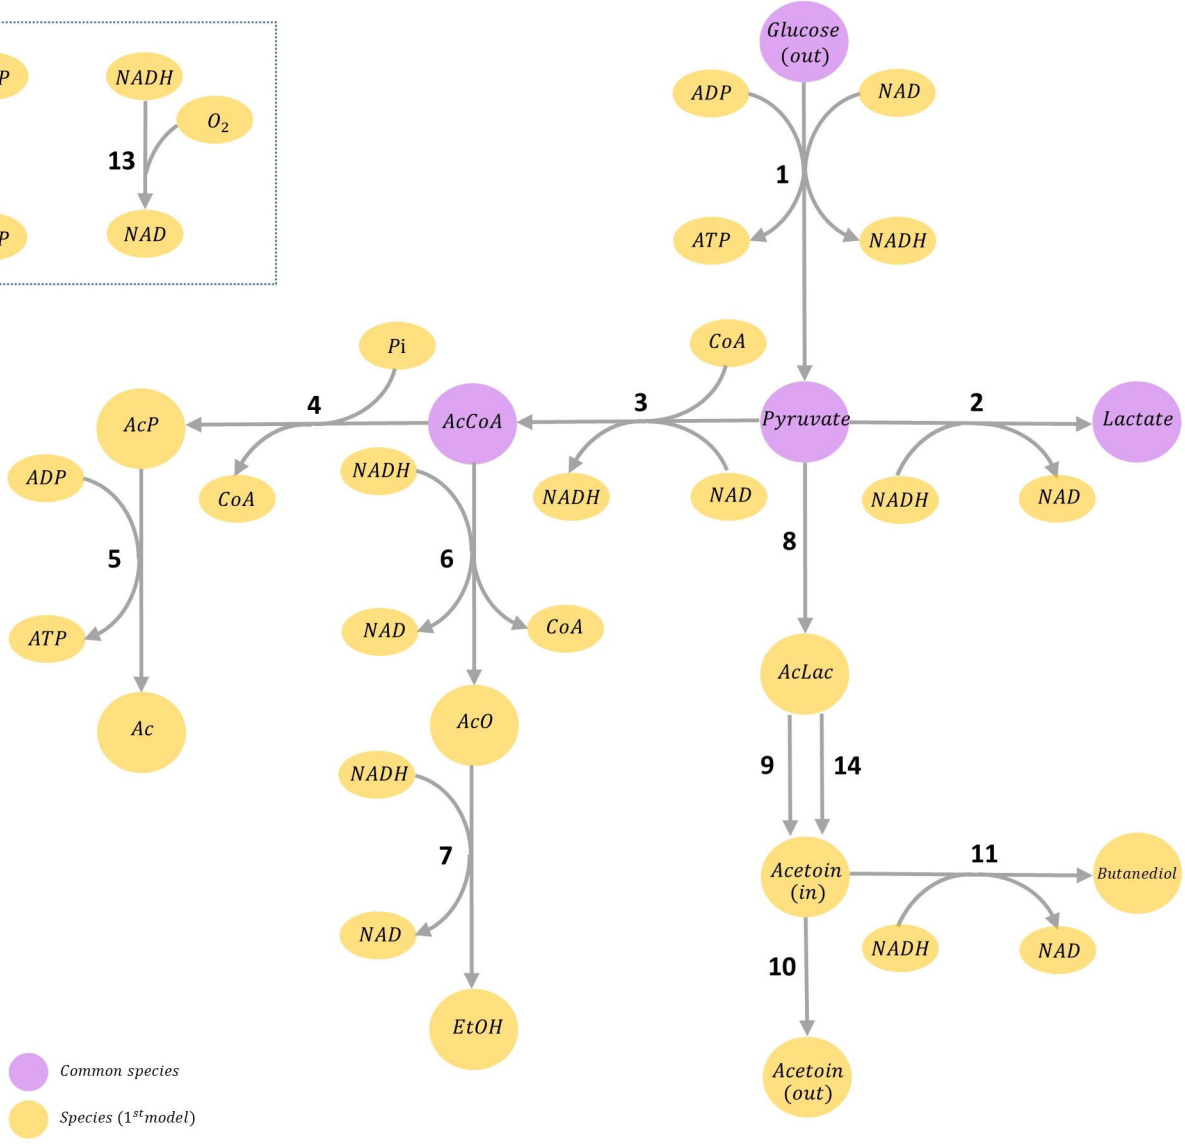 Glucose
(out)
ADP
NAD
1
ATP
NADH
P
NADH
O₂
13
P
NAD
Pi
CoA
AcP
4
AcCoA
3
Pyruvate
2
Lactate
ADP
CoA
NADH
NADH
NAD
NADH
NAD
5
6
8
ATP
NAD
CoA
AcLac
Ac
AcO
9
14
NADH
7
Acetoin
(in)
11
Butanediol
NAD
NADH
NAD
10
EtOH
Acetoin
(out)
Common species
Species (1ˢᵗmodel)